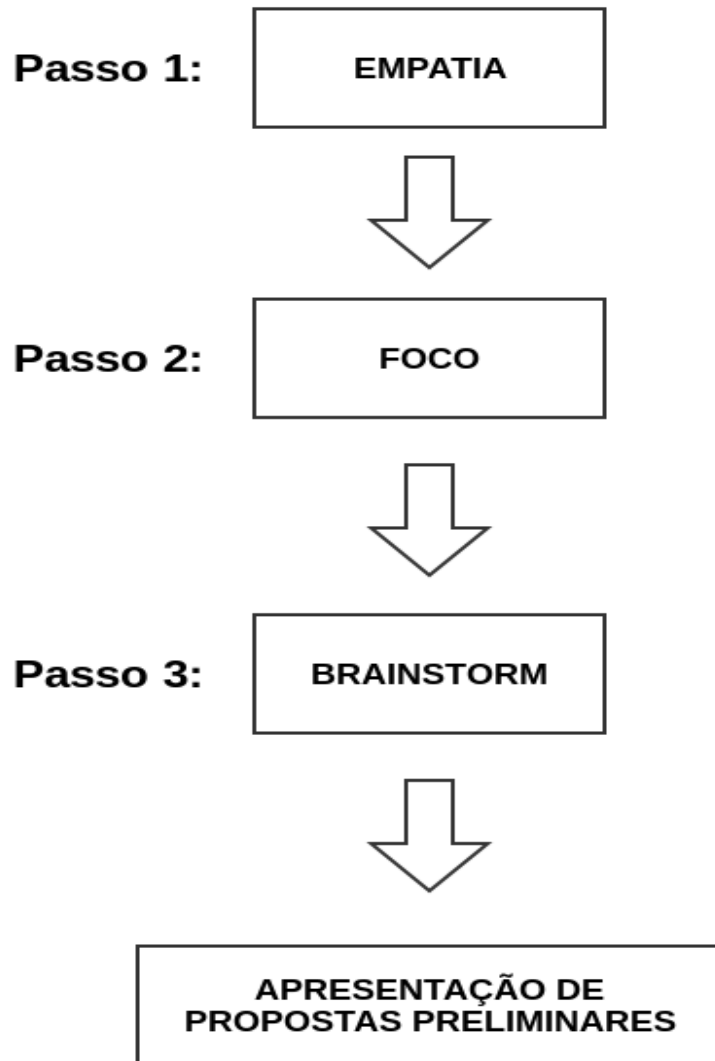 Passo 1:
EMPATIA
Passo 2:
FOCO
Passo 3:
BRAINSTORM
APRESENTAÇÃO DE
PROPOSTAS PRELIMINARES